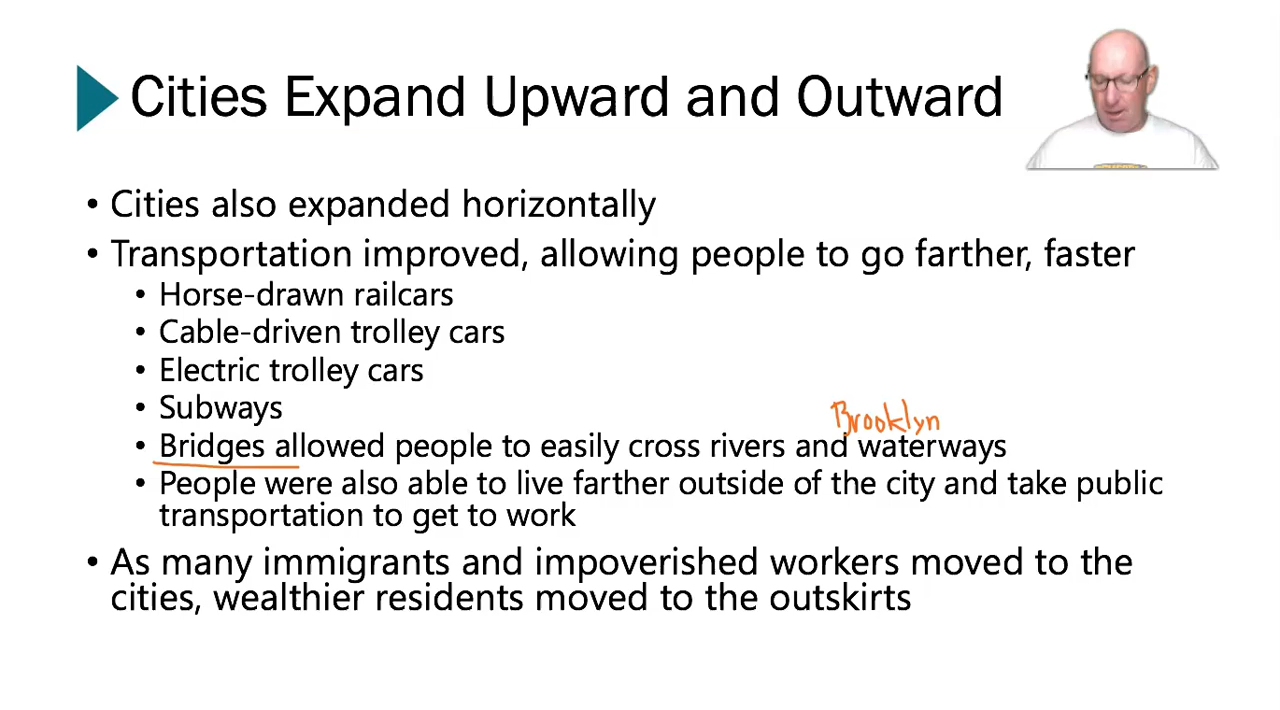 Cities Expand Upward and Outward
• Cities also expanded horizontally
• Transportation improved, allowing people to go farther, faster
• Horse-drawn railcars
• Cable-driven trolley cars
• Electric trolley cars
• Subways
Brooklyn
• Bridges allowed people to easily cross rivers and waterways
• People were also able to live farther outside of the city and take public
transportation to get to work
• As many immigrants and impoverished workers moved to the
cities, wealthier residents moved to the outskirts